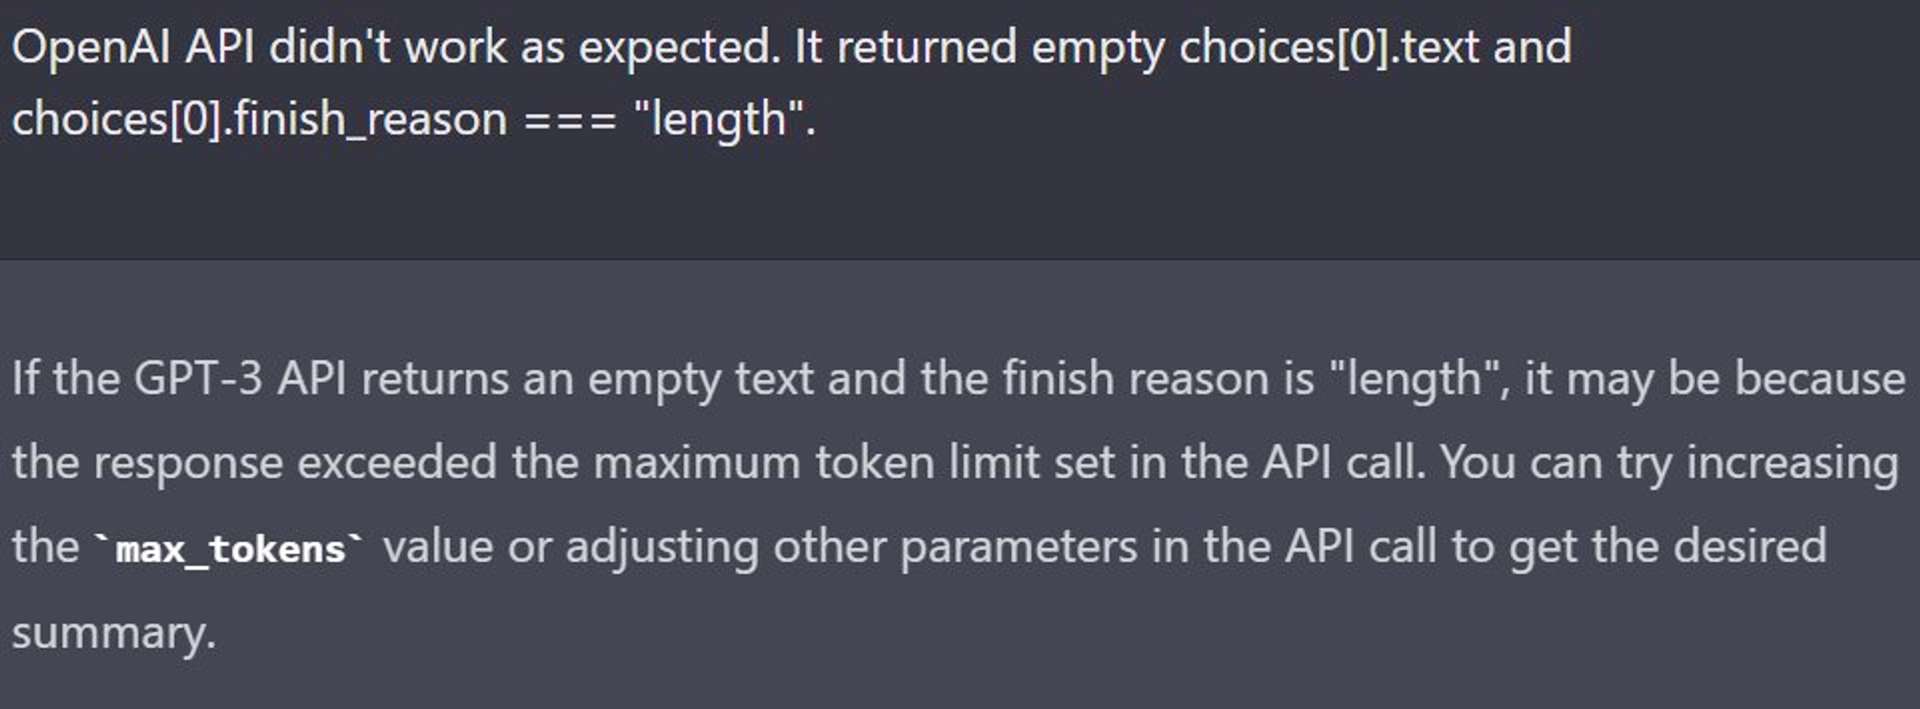 OpenAI API didn't work as expected. It returned empty choices[0].text and
choices[0].finish_reason === "length".
If the GPT-3 API returns an empty text and the finish reason is "length", it may be because
the response exceeded the maximum token limit set in the API call. You can try increasing
the `max_tokens` value or adjusting other parameters in the API call to get the desired
summary.